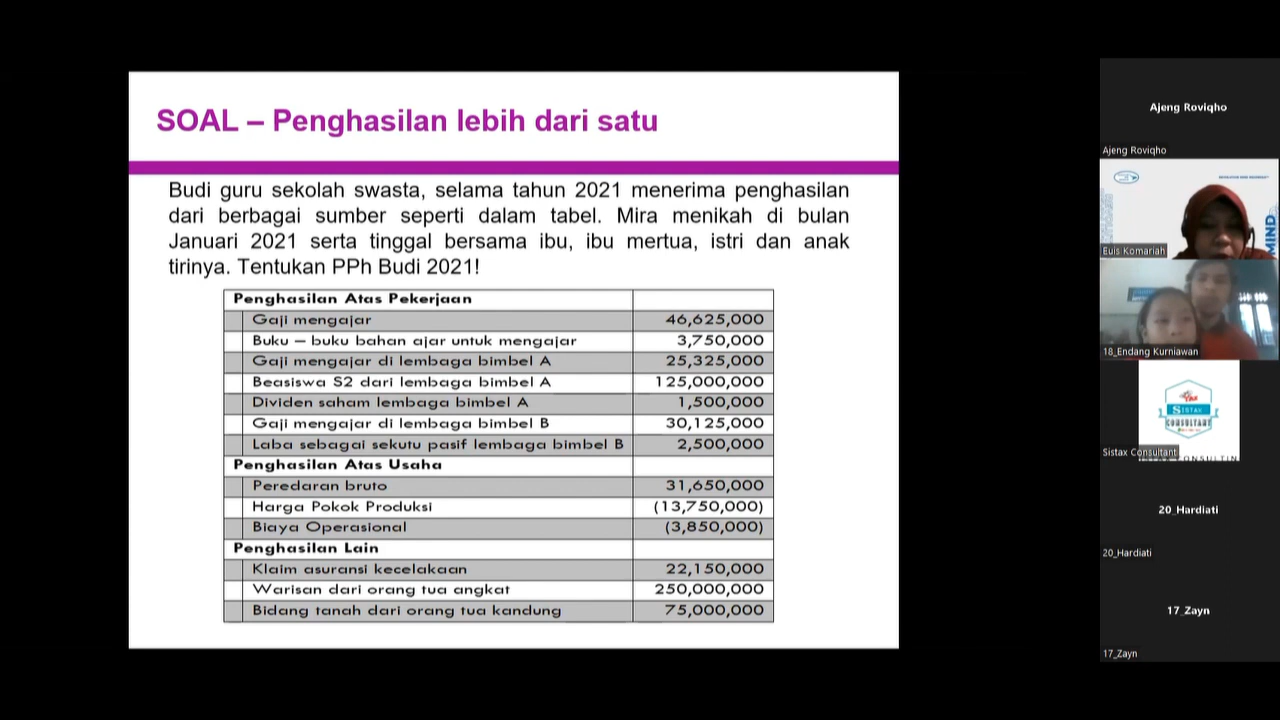 SOAL – Penghasilan lebih dari satu
Budi guru sekolah swasta, selama tahun 2021 menerima penghasilan
dari berbagai sumber seperti dalam tabel. Mira menikah di bulan
Januari 2021 serta tinggal bersama ibu, ibu mertua, istri dan anak
tirinya. Tentukan PPh Budi 2021!
Penghasilan Atas Pekerjaan
Gaji mengajar 46,625,000
Buku – buku bahan ajar untuk mengajar 3,750,000
Gaji mengajar di lembaga bimbel A 25,325,000
Beasiswa S2 dari lembaga bimbel A 125,000,000
Dividen saham lembaga bimbel A 1,500,000
Gaji mengajar di lembaga bimbel B 30,125,000
Laba sebagai sekutu pasif lembaga bimbel B 2,500,000
Penghasilan Atas Usaha
Peredaran bruto 31,650,000
Harga Pokok Produksi (13,750,000)
Biaya Operasional (3,850,000)
Penghasilan Lain
Klaim asuransi kecelakaan 22,150,000
Warisan dari orang tua angkat 250,000,000
Bidang tanah dari orang tua kandung 75,000,000
Ajeng Roviqho
Ajeng Roviqho
MIND
Euis Komariah
18_Endang Kurniawan
SISTAX
CONSULTANT
Sistax Consultant
20_Hardiati
20_Hardiati
17_Zayn
17_Zayn